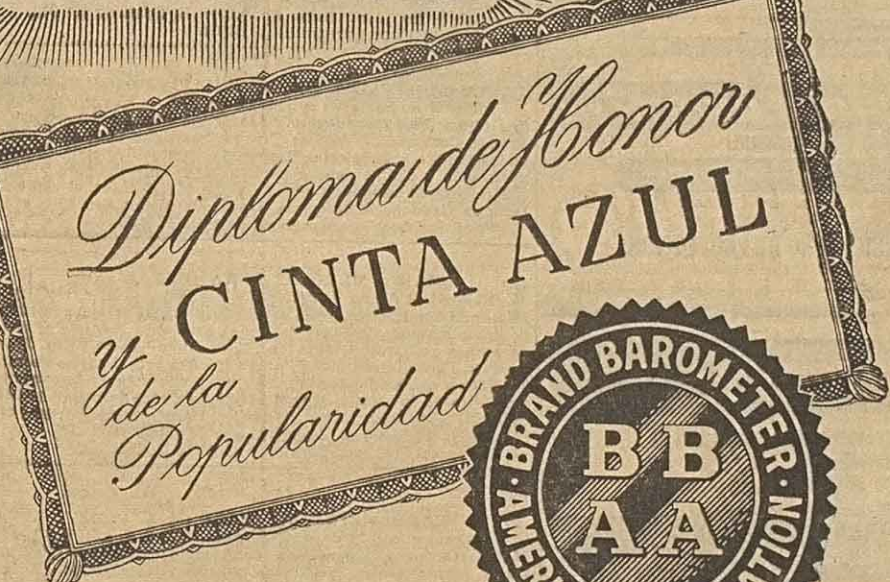 Diploma de Honor
y CINTA AZUL
de la
Popularidad
BRAND BAROMETER
BB
AA